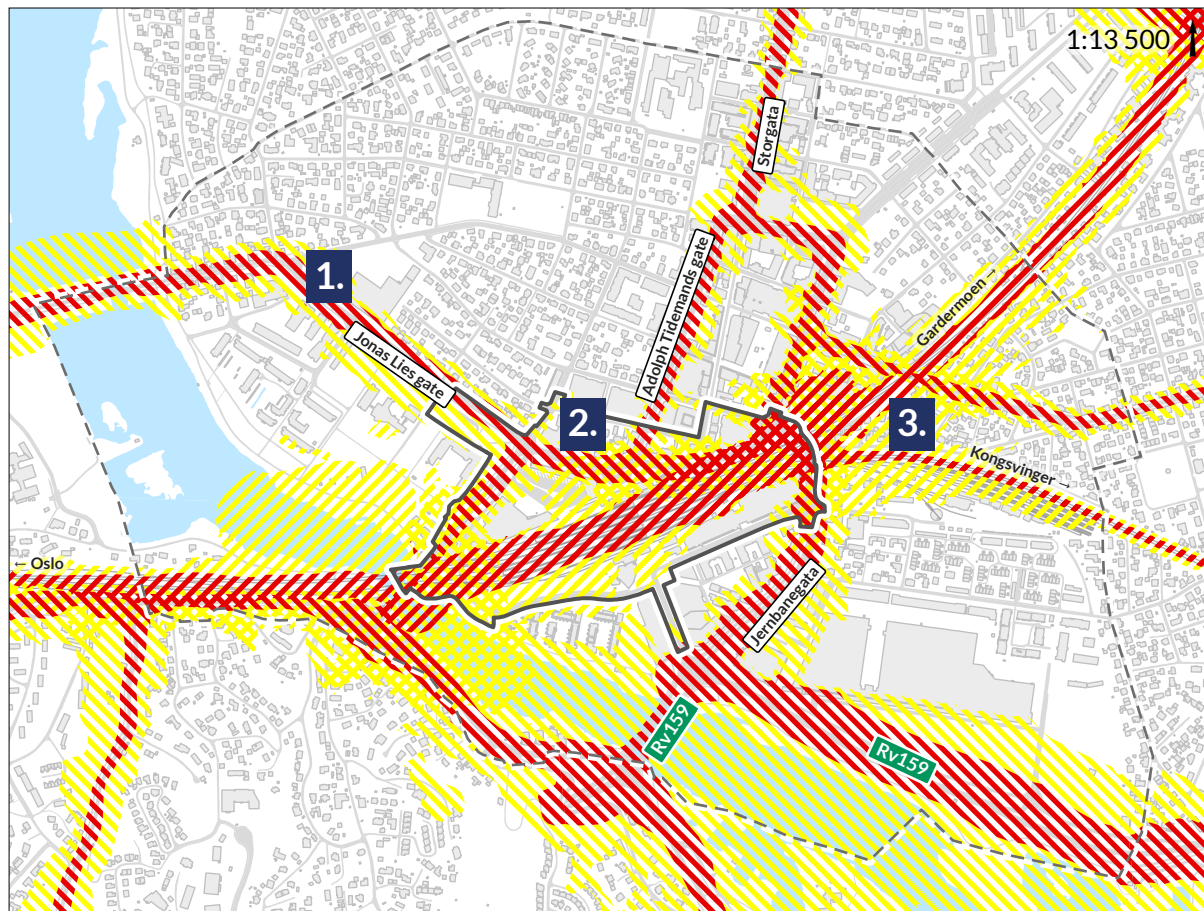 1:13 500
Storgata
1.
Adolph Tidemands gate
Gardermoen →
Jonas Lies gate
2.
3.
Kongsvinger →
← Oslo
Jernbanegata
Rv159
Rv159